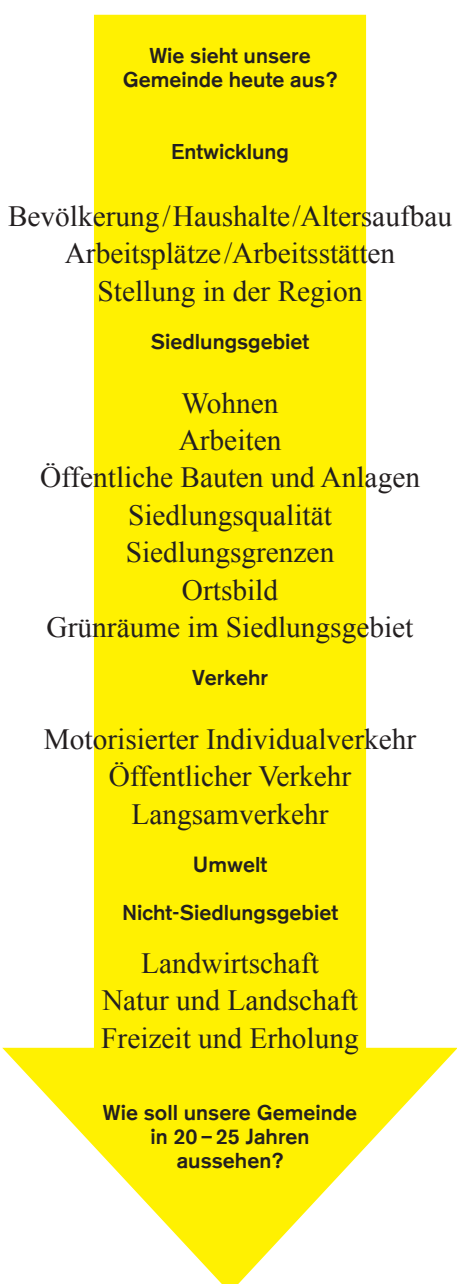 Wie sieht unsere
Gemeinde heute aus?
Entwicklung
Bevölkerung/Haushalte/Altersaufbau
Arbeitsplätze/Arbeitsstätten
Stellung in der Region
Siedlungsgebiet
Wohnen
Arbeiten
Öffentliche Bauten und Anlagen
Siedlungsqualität
Siedlungsgrenzen
Ortsbild
Grünräume im Siedlungsgebiet
Verkehr
Motorisierter Individualverkehr
Öffentlicher Verkehr
Langsamverkehr
Umwelt
Nicht-Siedlungsgebiet
Landwirtschaft
Natur und Landschaft
Freizeit und Erholung
Wie soll unsere Gemeinde
in 20 – 25 Jahren
aussehen?